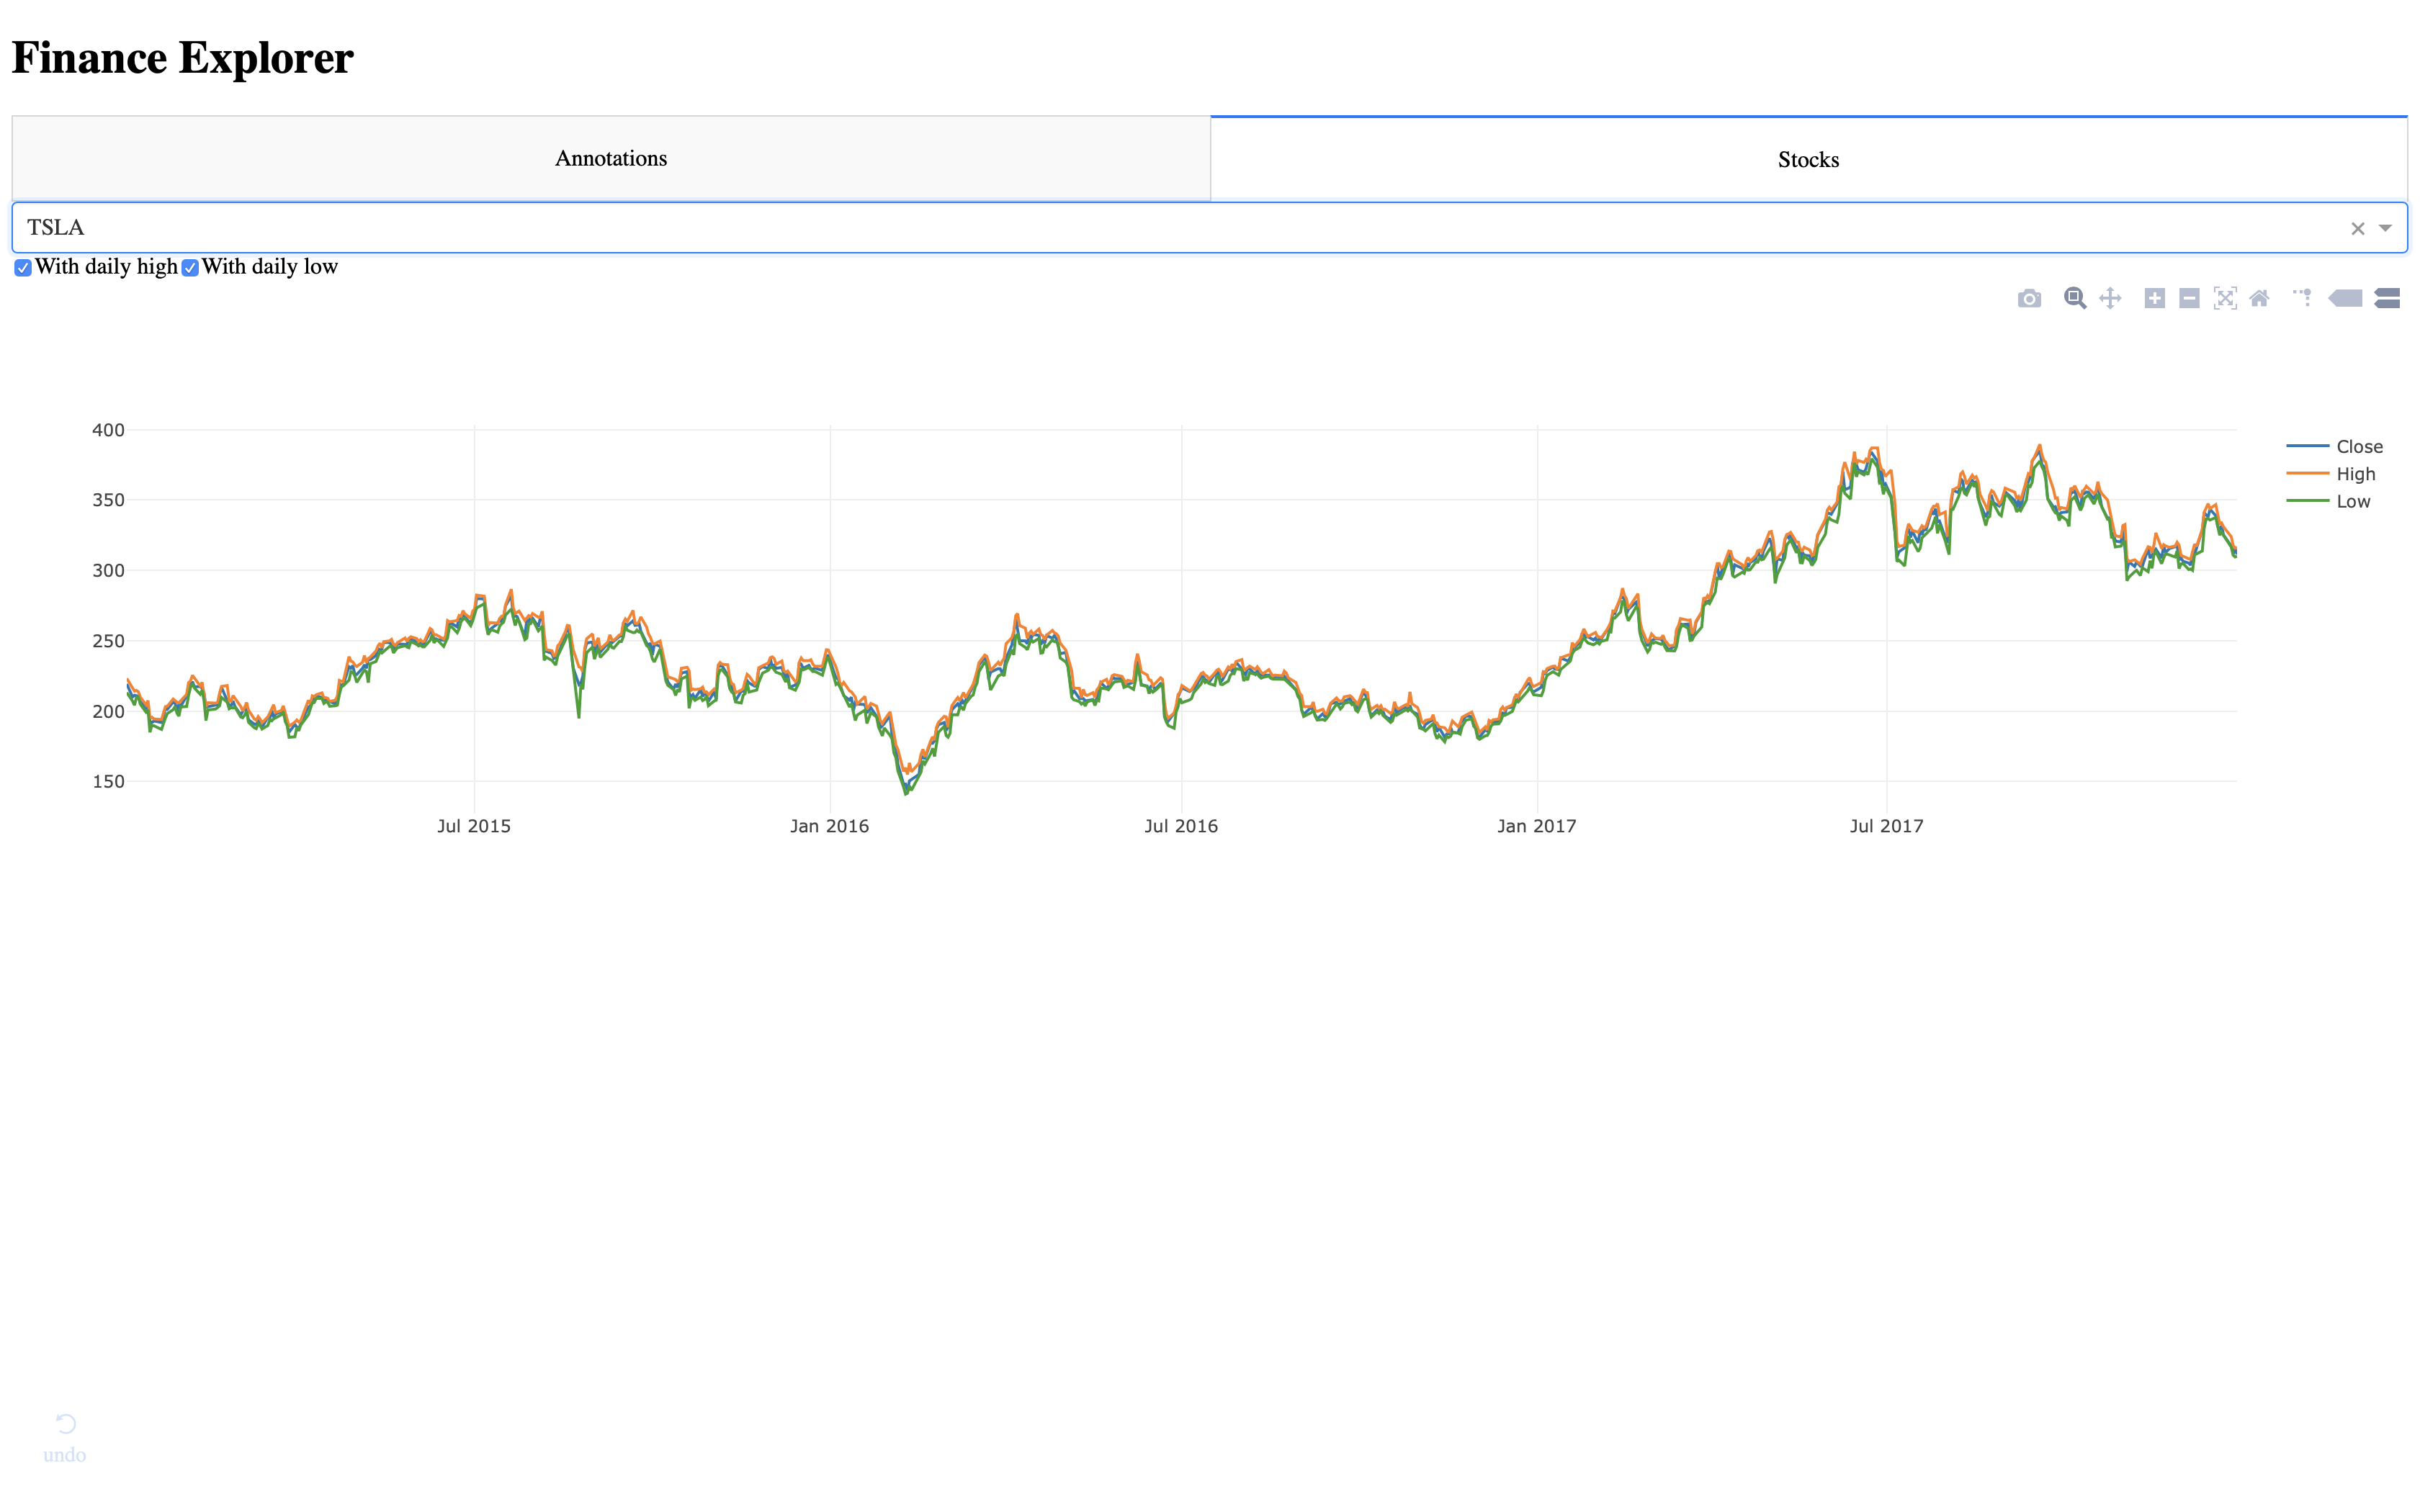 Finance Explorer
Annotations
Stocks
TSLA
With daily high With daily low
400
350
300
250
200
150
Jul 2015
Jan 2016
Jul 2016
Jan 2017
Jul 2017
Close
High
Low
undo